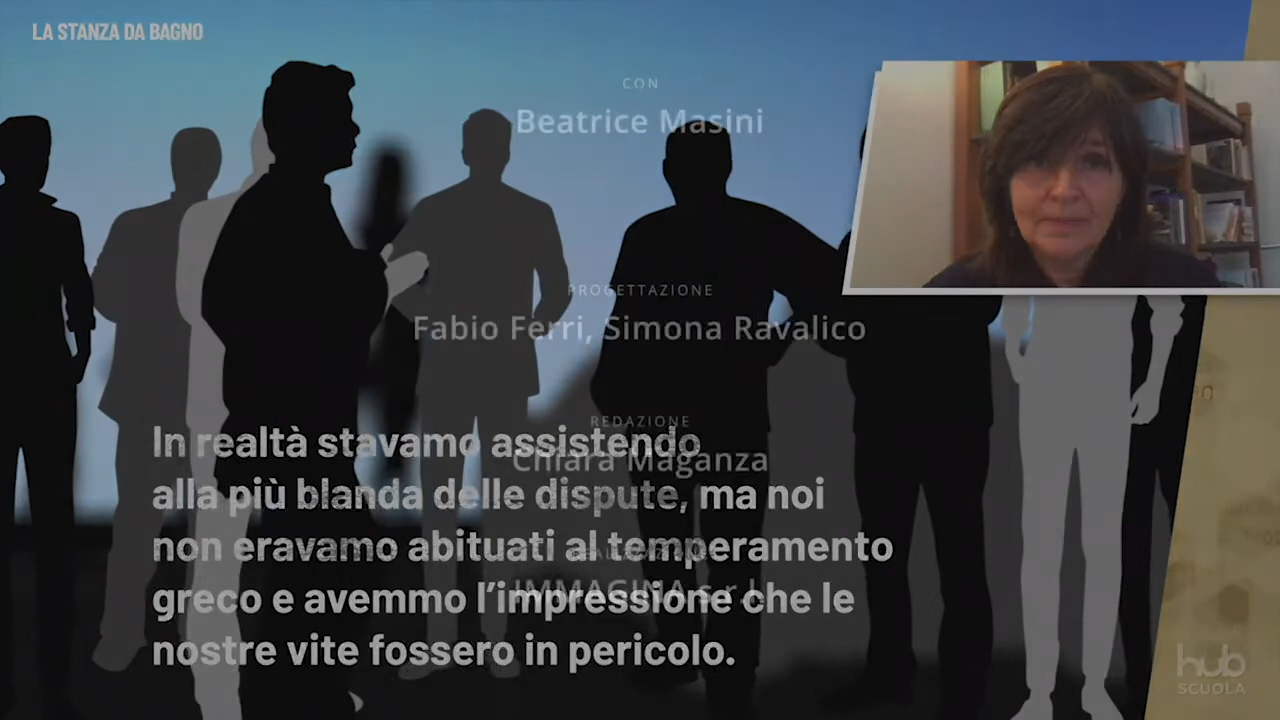 LA STANZA DA BAGNO
CON
Beatrice Masini
PROGETTAZIONE
Fabio Ferri, Simona Ravalico
REDAZIONE
Chiara Maganza
In realtà stavamo assistendo
alla più blanda delle dispute, ma noi
non eravamo abituati al temperamento
greco e avemmo l’impressione che le
nostre vite fossero in pericolo.
IMMAGINA s.r.l.
hub
SCUOLA